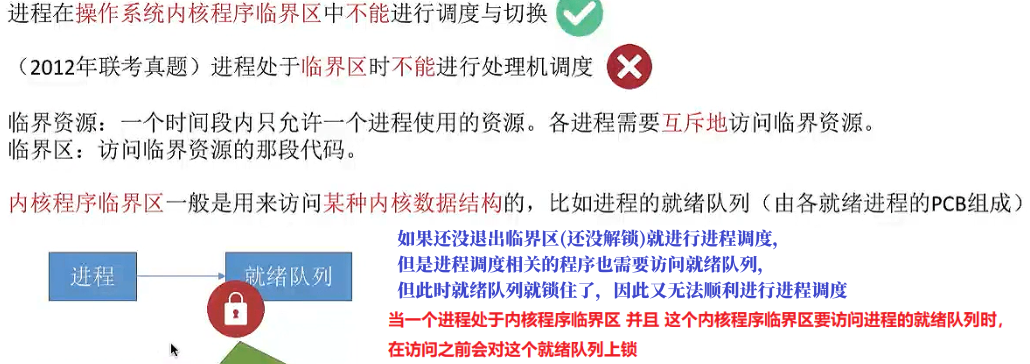 进程在操作系统内核程序临界区中不能进行调度与切换
（2012年联考真题）进程处于临界区时不能进行处理机调度
临界资源：一个时间段内只允许一个进程使用的资源。各进程需要互斥地访问临界资源。
临界区：访问临界资源的那段代码。
内核程序临界区一般是用来访问某种内核数据结构的，比如进程的就绪队列（由各就绪进程的PCB组成）
如果还没退出临界区(还没解锁)就进行进程调度,
但是进程调度相关的程序也需要访问就绪队列,
但此时就绪队列就锁住了，因此又无法顺利进行进程调度
进程
就绪队列
当一个进程处于内核程序临界区 并且 这个内核程序临界区要访问进程的就绪队列时，
在访问之前会对这个就绪队列上锁